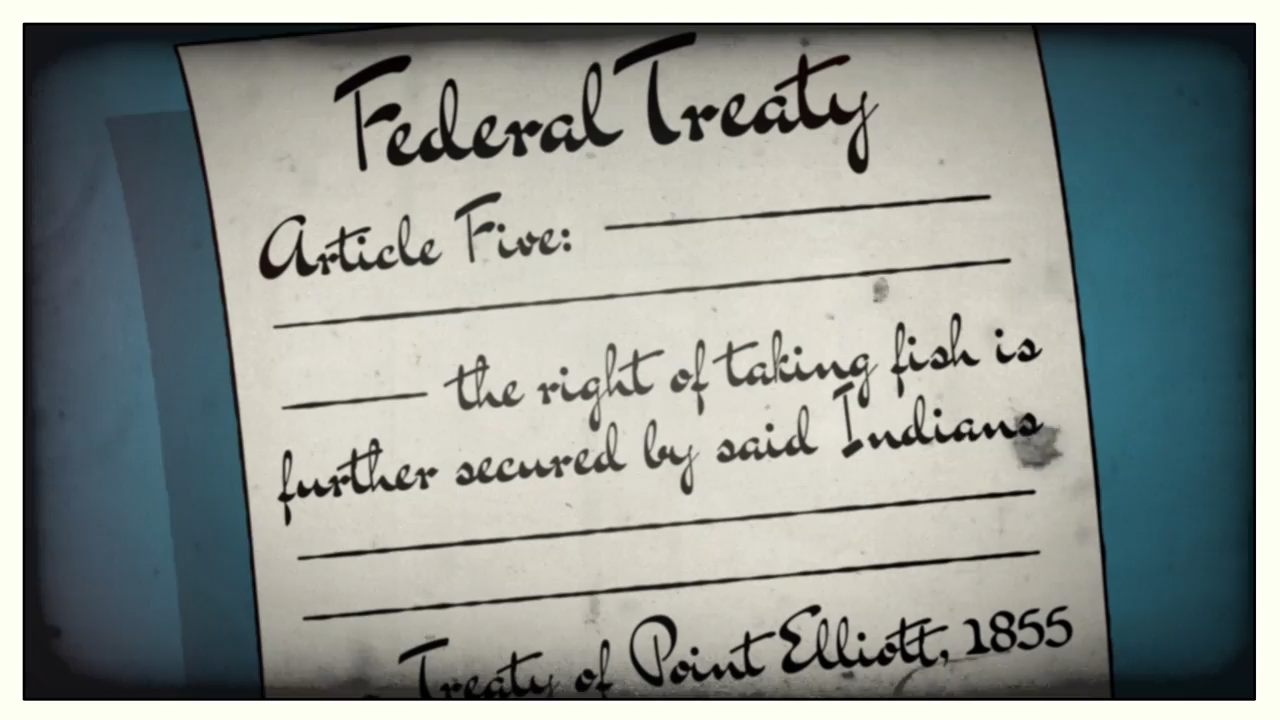 Federal Treaty
Article Five:
the right of taking fish is
further secured by said Indians
Treaty of Point Elliott, 1855